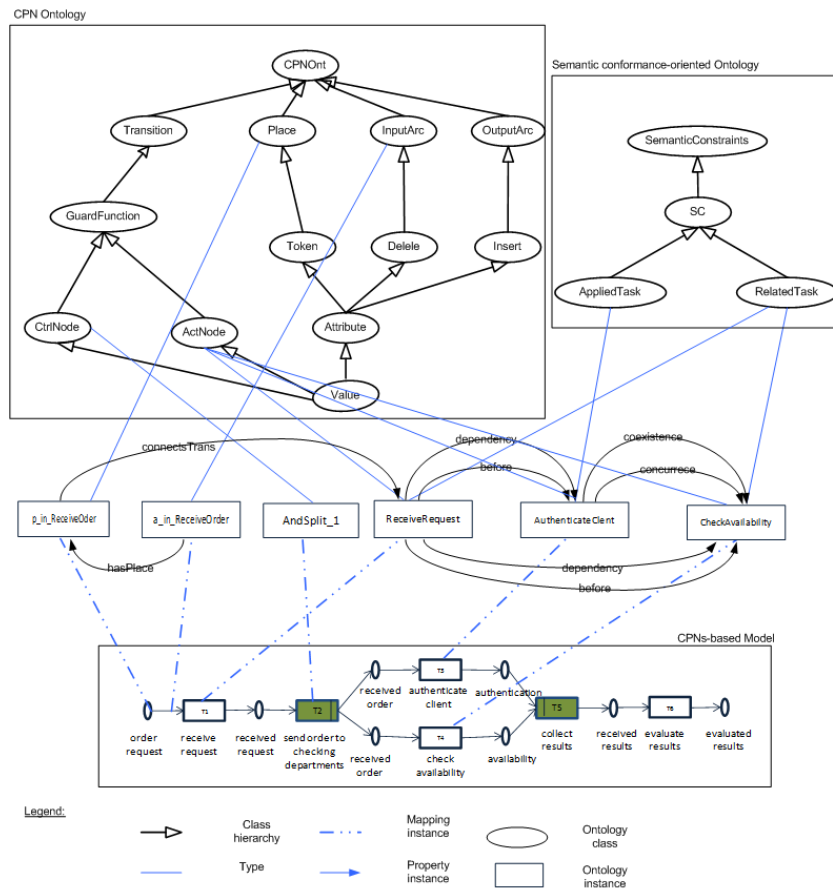 CPN Ontology
CPNOnt
Semantic conformance-oriented Ontology
Transition
Place
InputArc
OutputArc
SemanticConstraints
GuardFunction
SC
Token
Delele
Insert
AppliedTask
RelatedTask
CtrlNode
ActNode
Attribute
Value
connectsTrans
dependency
coexistence
before
concurrece
p_in_ReceiveOder
a_in_ReceiveOrder
AndSplit_1
ReceiveRequest
AuthenticateClent
CheckAvailability
hasPlace
dependency
before
CPNs-based Model
T3
received order
authenticate client
authentication
T1
T2
T5
T6
order request
receive request
received request
send order to checking departments
T4
collect results
received results
evaluate results
evaluated results
received order
check availability
availability
Legend:
Class hierarchy
Mapping instance
Ontology class
Type
Property instance
Ontology instance